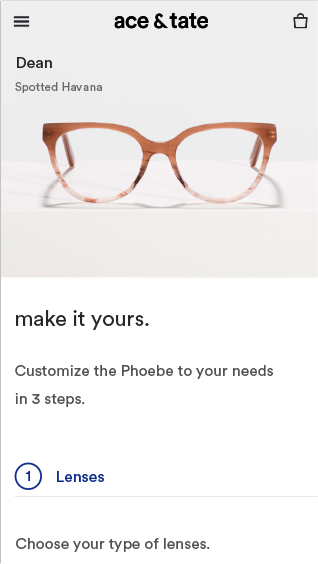 ace & tate
Dean
Spotted Havana
make it yours.
Customize the Phoebe to your needs
in 3 steps.
1 Lenses
Choose your type of lenses.